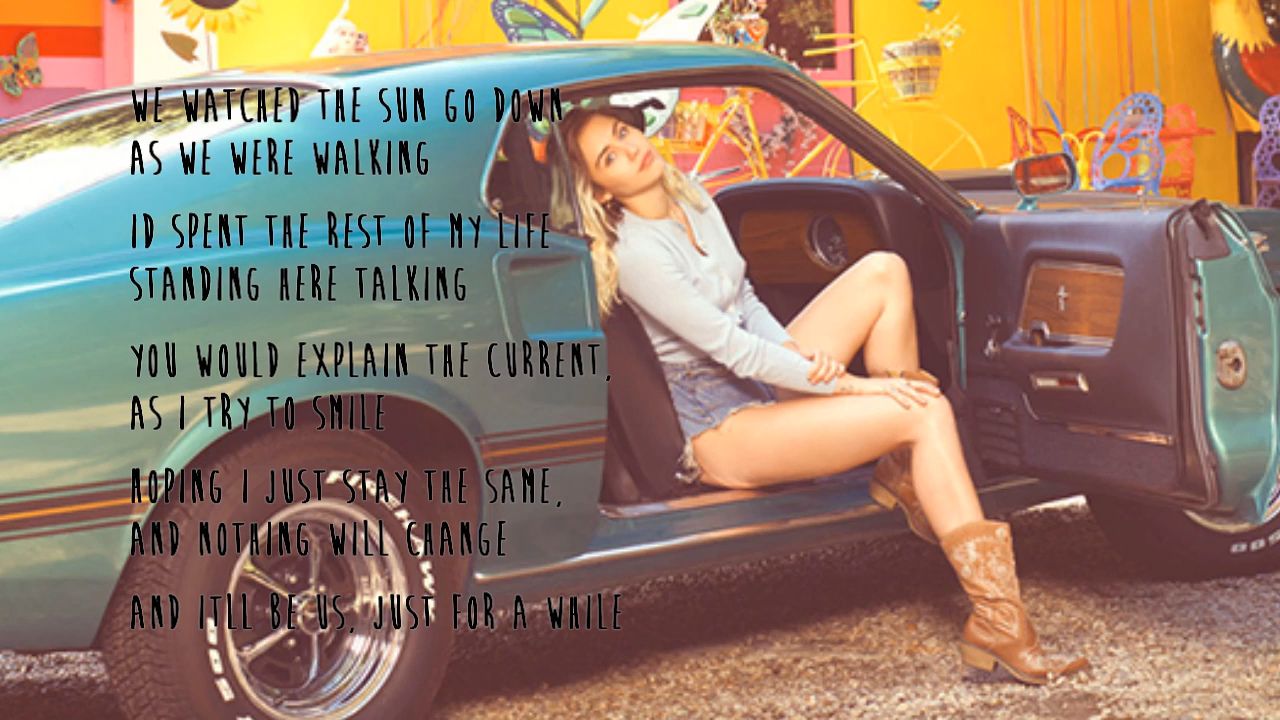 WE WATCHED THE SUN GO DOWN
AS WE WERE WALKING
ID SPENT THE REST OF MY LIFE
STANDING HERE TALKING
YOU WOULD EXPLAIN THE CURRENT,
AS I TRY TO SMILE
HOPING I JUST STAY THE SAME,
AND NOTHING WILL CHANGE
AND ITLL BE US, JUST FOR A WHILE